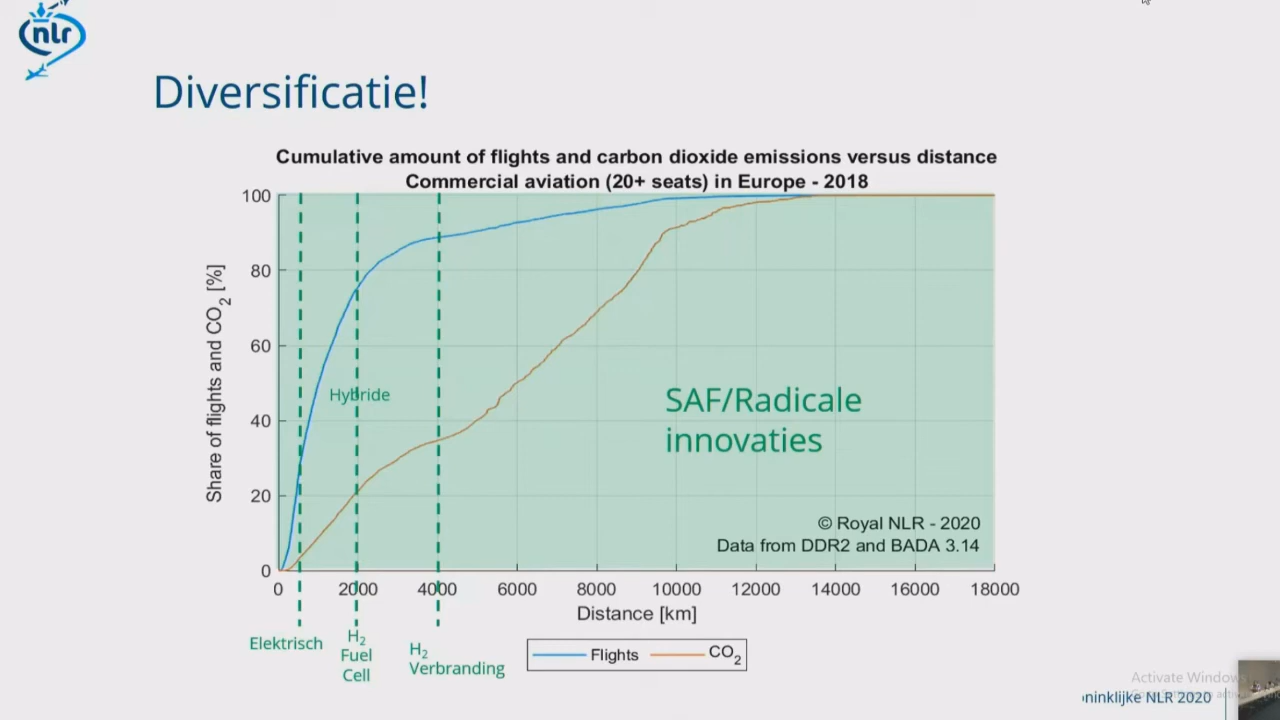 nlr
Diversificatie!
Cumulative amount of flights and carbon dioxide emissions versus distance
Commercial aviation (20+ seats) in Europe - 2018
Share of flights and CO2 [%]
100
80
60
40
20
0
Hybride
SAF/Radicale
innovaties
© Royal NLR - 2020
Data from DDR2 and BADA 3.14
0 2000 4000 6000 8000 10000 12000 14000 16000 18000
Distance [km]
Elektrisch
H2
Fuel
Cell
H2
Verbranding
Flights CO2
Activate Window
ninklijke NLR 2020